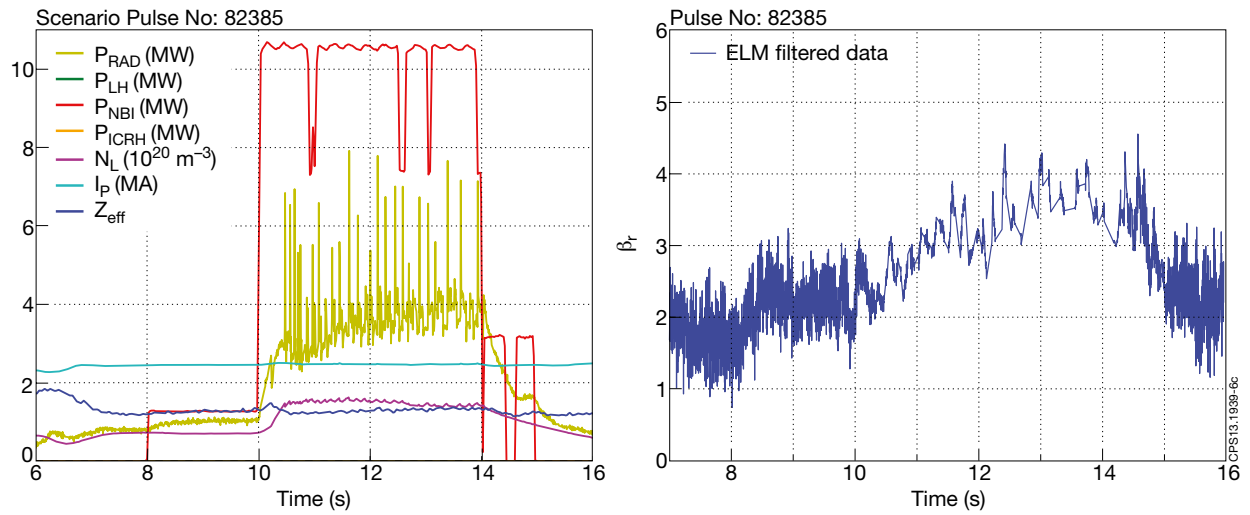 Scenario Pulse No: 82385
P_RAD (MW)
P_LH (MW)
P_NBI (MW)
P_ICRH (MW)
N_L (10^20 m^–3)
I_P (MA)
Z_eff
10
8
6
4
2
0
6 8 10 12 14 16
Time (s)
Pulse No: 82385
ELM filtered data
6
5
4
3
2
1
0
β_r
8 10 12 14 16
Time (s)
CPS13.11939-6c